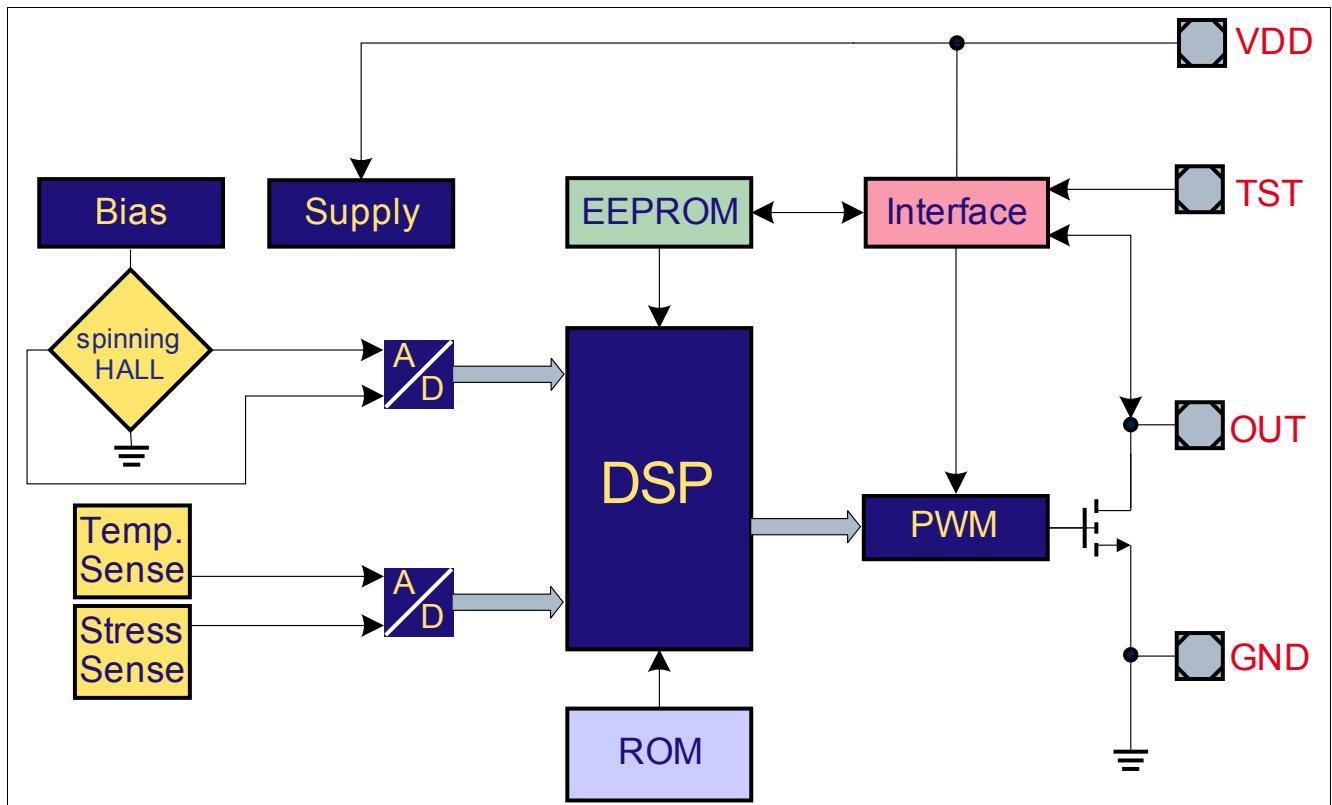 VDD
Bias
Supply
EEPROM
Interface
TST
spinning
HALL
A
D
DSP
OUT
PWM
Temp.
Sense
A
D
Stress
Sense
GND
ROM